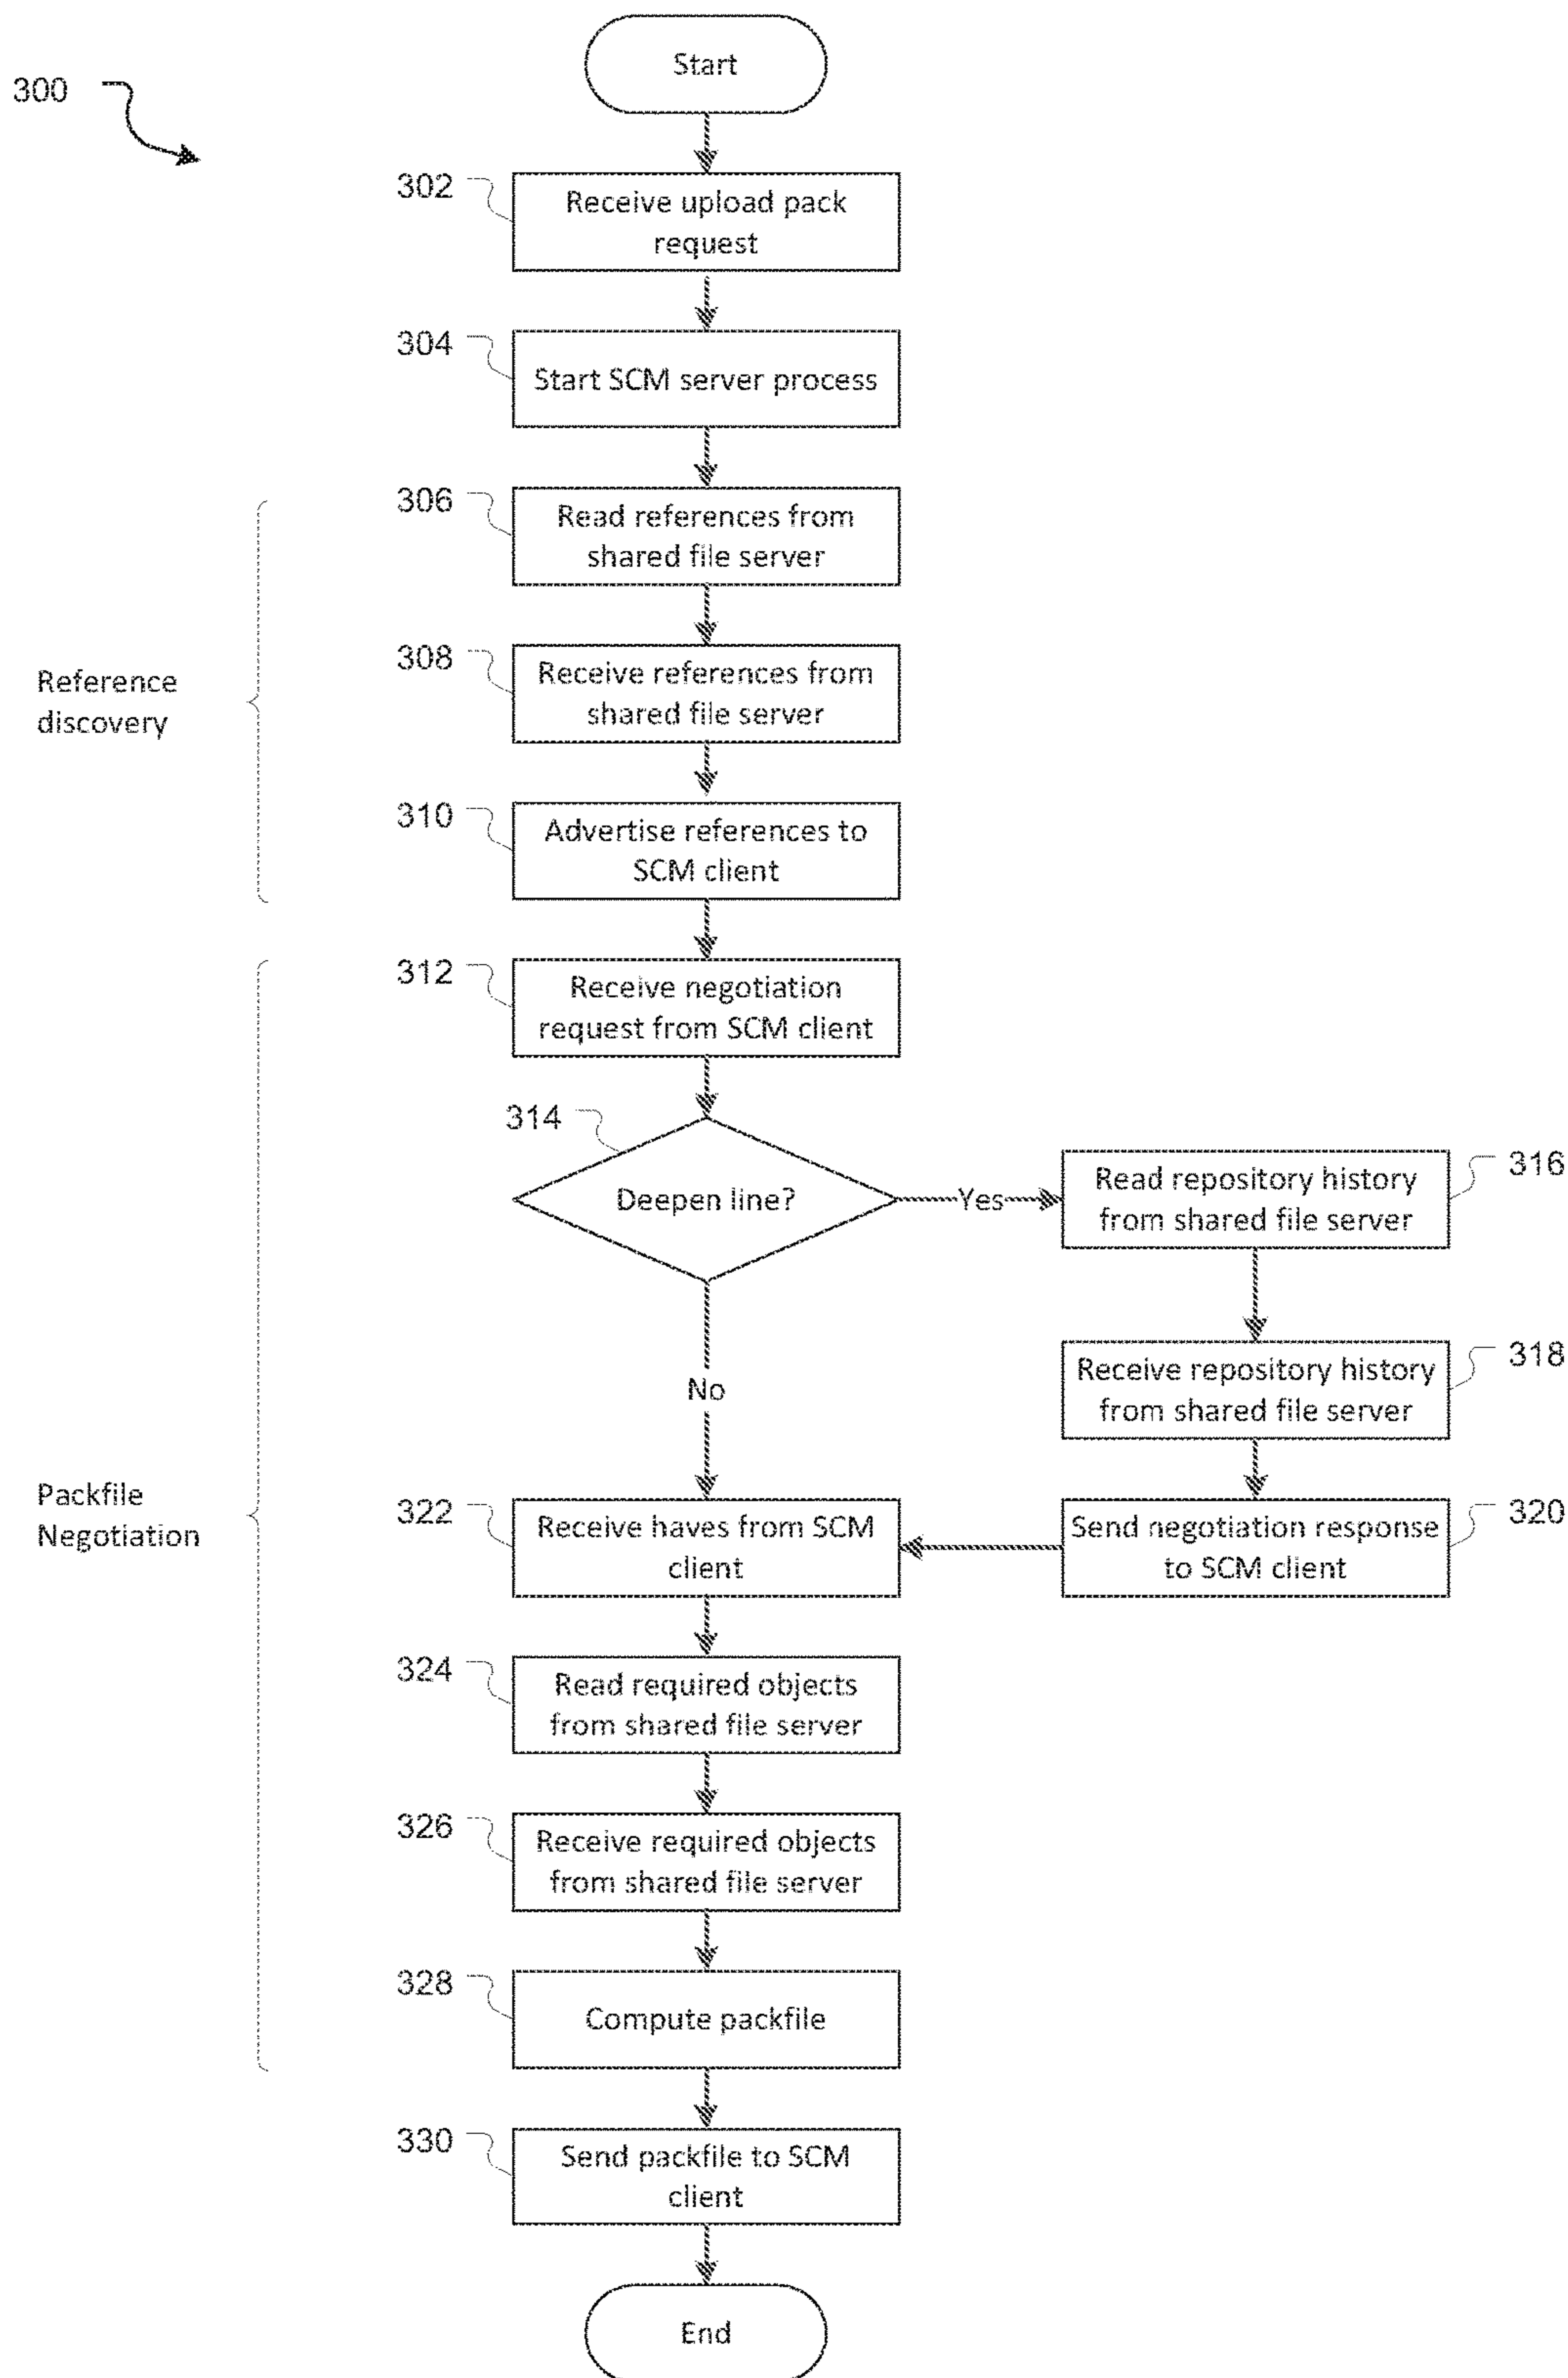 Start
300
302
Receive upload pack
request
304
Start SCM server process
306
Read references from
shared file server
Reference
discovery
308
Receive references from
shared file server
310
Advertise references to
SCM client
312
Receive negotiation
request from SCM client
314
Deepen line?
Yes
Read repository history
from shared file server
316
Receive repository history
from shared file server
318
No
Packfile
Negotiation
322
Receive haves from SCM
client
Send negotiation response
to SCM client
320
324
Read required objects
from shared file server
326
Receive required objects
from shared file server
328
Compute packfile
330
Send packfile to SCM
client
End